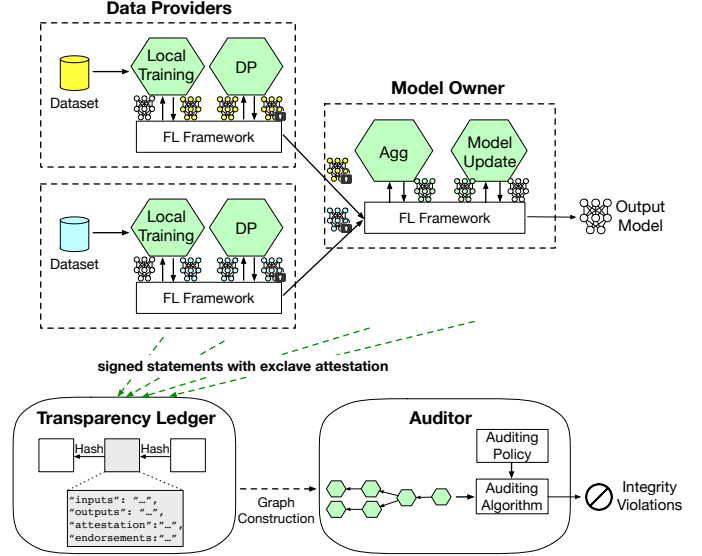 Data Providers
Dataset
Local
Training
DP
FL Framework
Dataset
Local
Training
DP
FL Framework
Model Owner
Agg
Model
Update
FL Framework
Output
Model
signed statements with exclave attestation
Transparency Ledger
Hash
Hash
"inputs": "…",
"outputs": "…",
"attestation":"…",
"endorsements:"…"
Graph
Construction
Auditor
Auditing
Policy
Auditing
Algorithm
Integrity
Violations